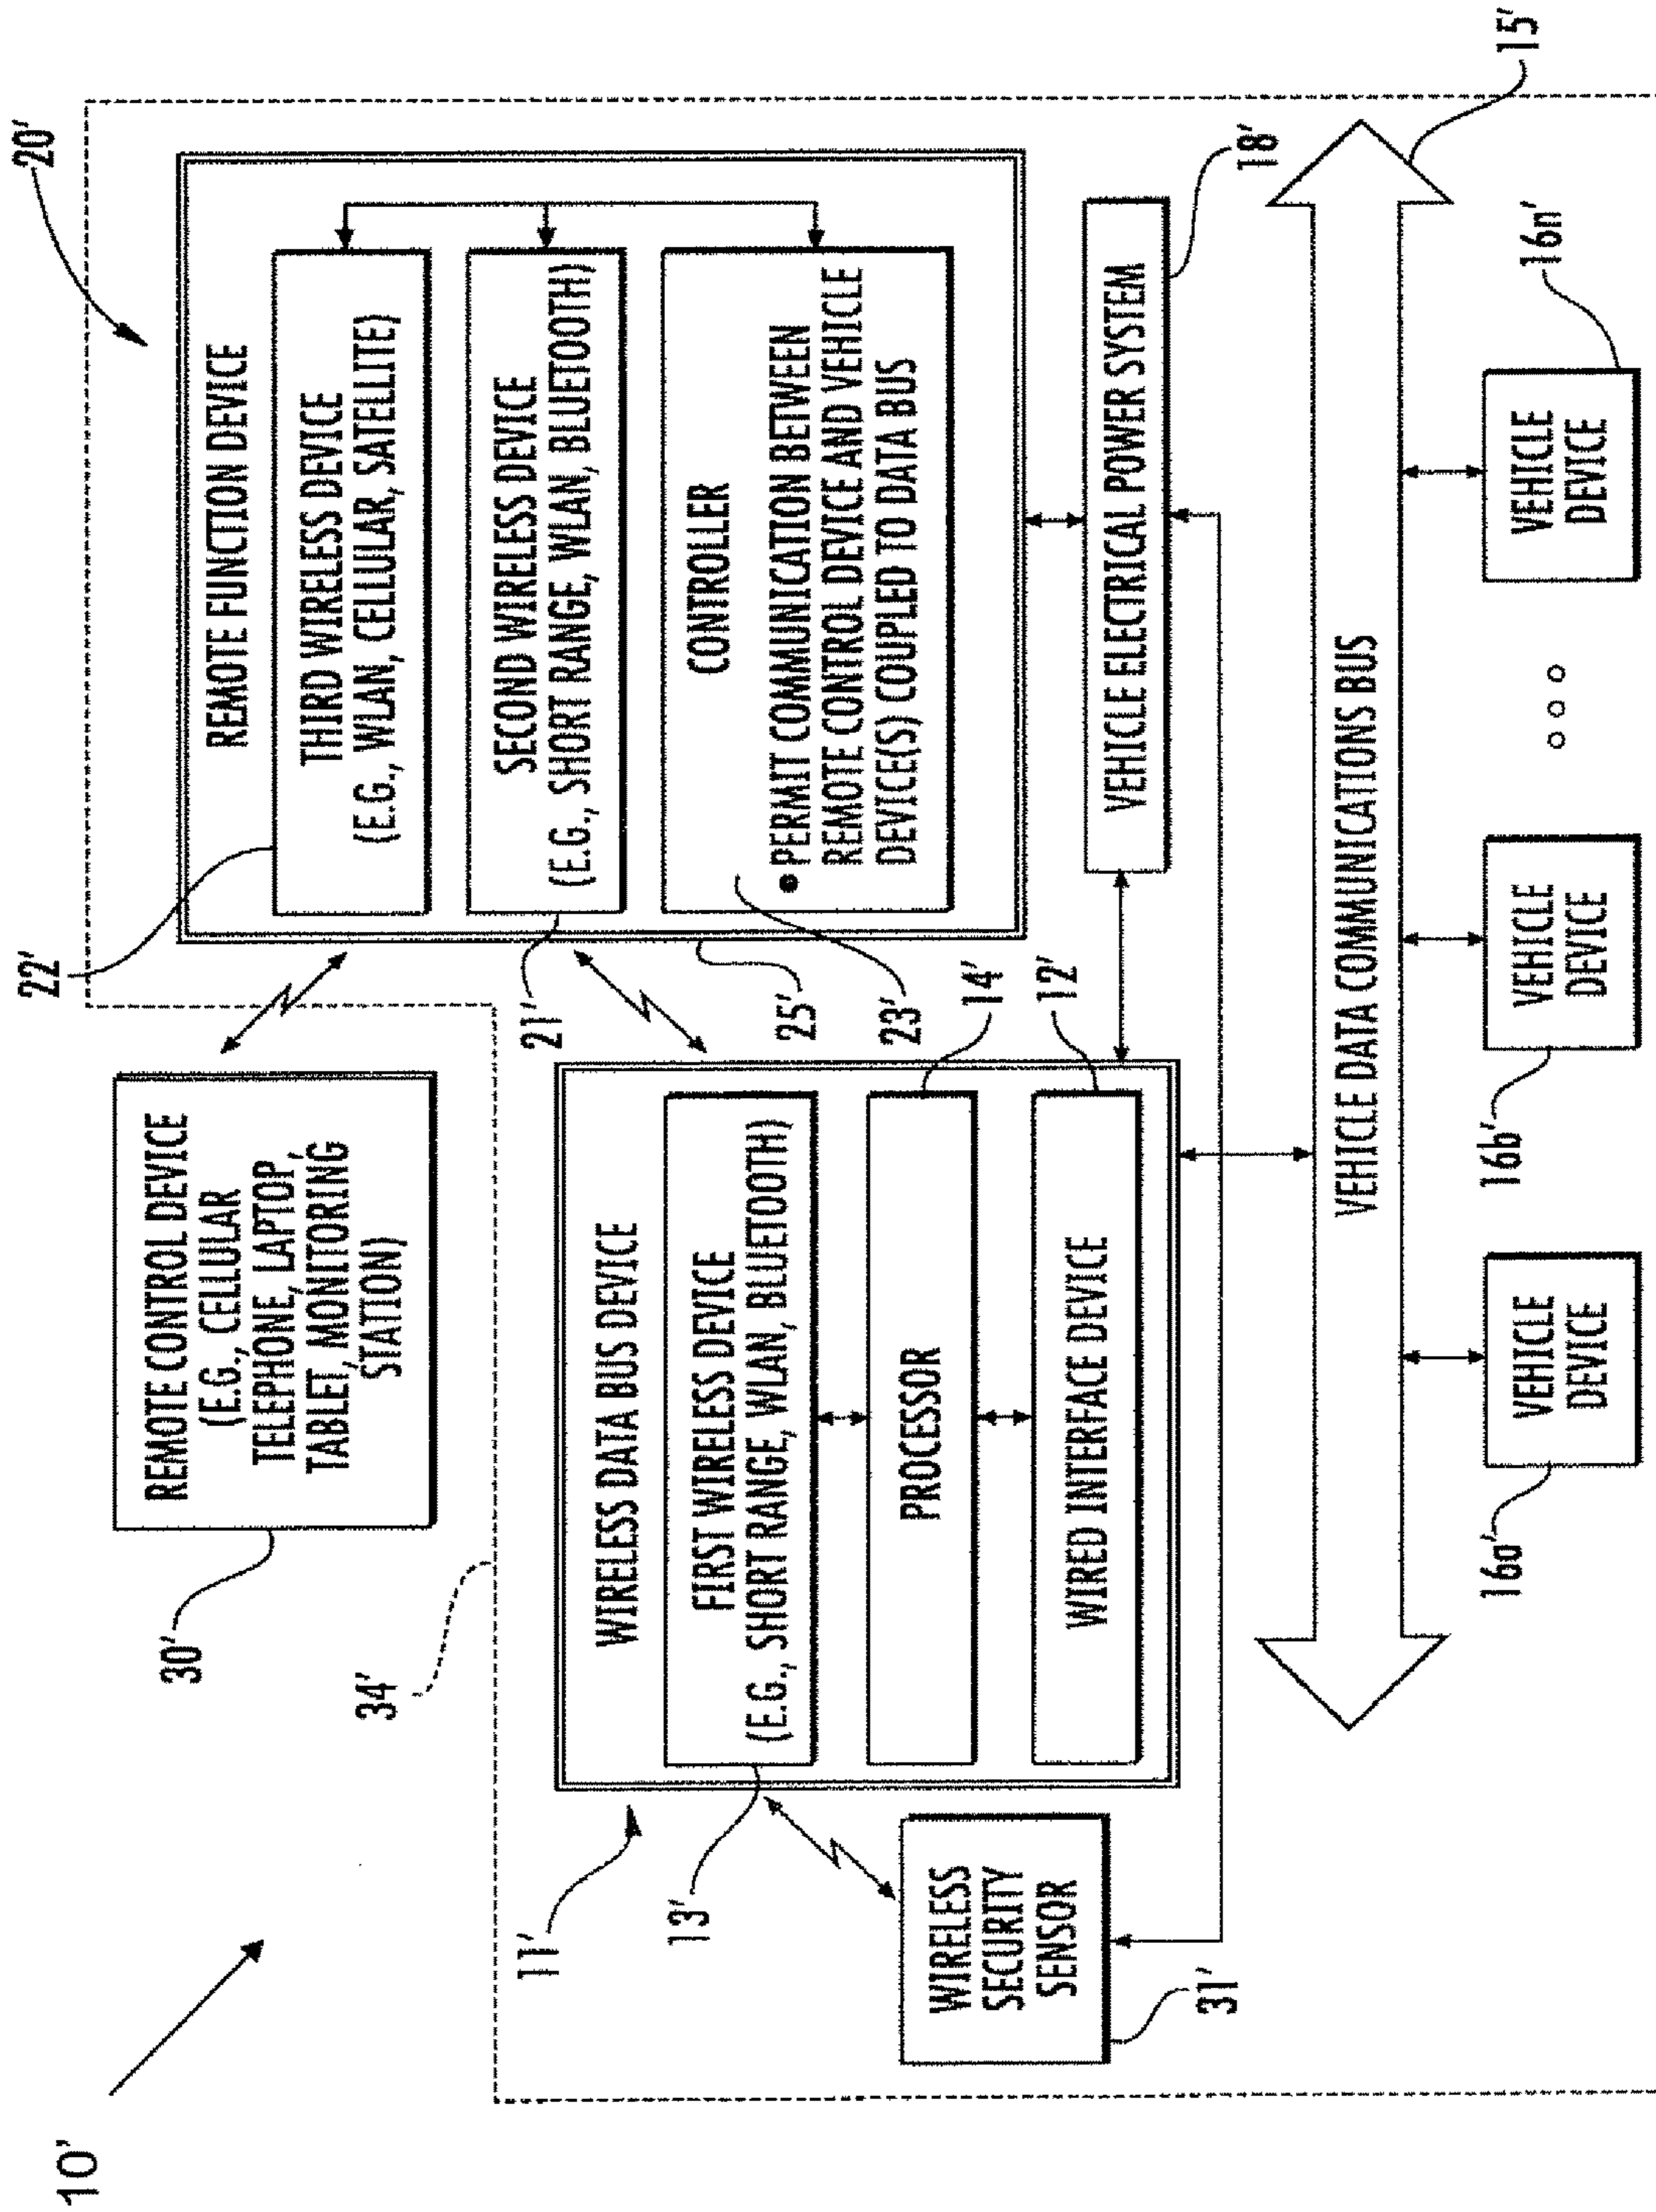 10'
20'
REMOTE CONTROL DEVICE
(E.G., CELLULAR
TELEPHONE, LAPTOP,
TABLET, MONITORING
STATION)
30'
34'
22'
REMOTE FUNCTION DEVICE
THIRD WIRELESS DEVICE
(E.G., WLAN, CELLULAR, SATELLITE)
SECOND WIRELESS DEVICE
(E.G., SHORT RANGE, WLAN, BLUETOOTH)
21'
CONTROLLER
● PERMIT COMMUNICATION BETWEEN
REMOTE CONTROL DEVICE AND VEHICLE
DEVICE(S) COUPLED TO DATA BUS
25'
23'
11'
WIRELESS DATA BUS DEVICE
FIRST WIRELESS DEVICE
(E.G., SHORT RANGE, WLAN, BLUETOOTH)
13'
PROCESSOR
14'
WIRED INTERFACE DEVICE
12'
WIRELESS
SECURITY
SENSOR
31'
VEHICLE ELECTRICAL POWER SYSTEM
18'
VEHICLE DATA COMMUNICATIONS BUS
15'
VEHICLE
DEVICE
16a'
VEHICLE
DEVICE
16b'
VEHICLE
DEVICE
16n'